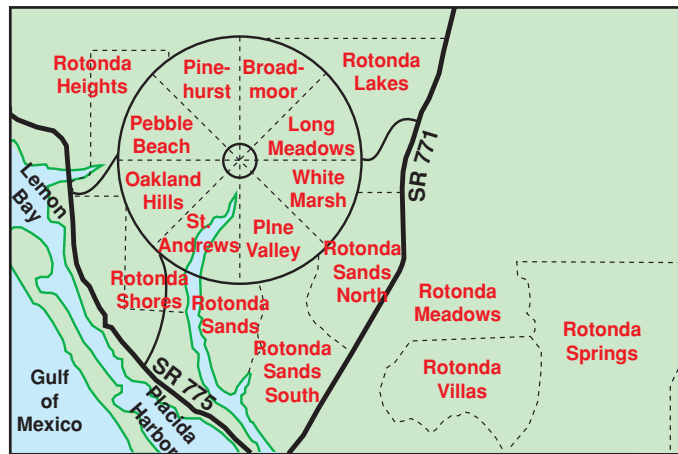 Rotonda
Heights
Pine-
hurst
Broad-
moor
Rotonda
Lakes
Pebble
Beach
Long
Meadows
Oakland
Hills
White
Marsh
St.
Andrews
PIne
Valley
Rotonda
Shores
Rotonda
Sands
Rotonda
Sands
North
Rotonda
Sands
South
Rotonda
Meadows
Rotonda
Villas
Rotonda
Springs
SR 771
SR 775
Lemon
Bay
Gulf
of
Mexico
Placida
Harbor